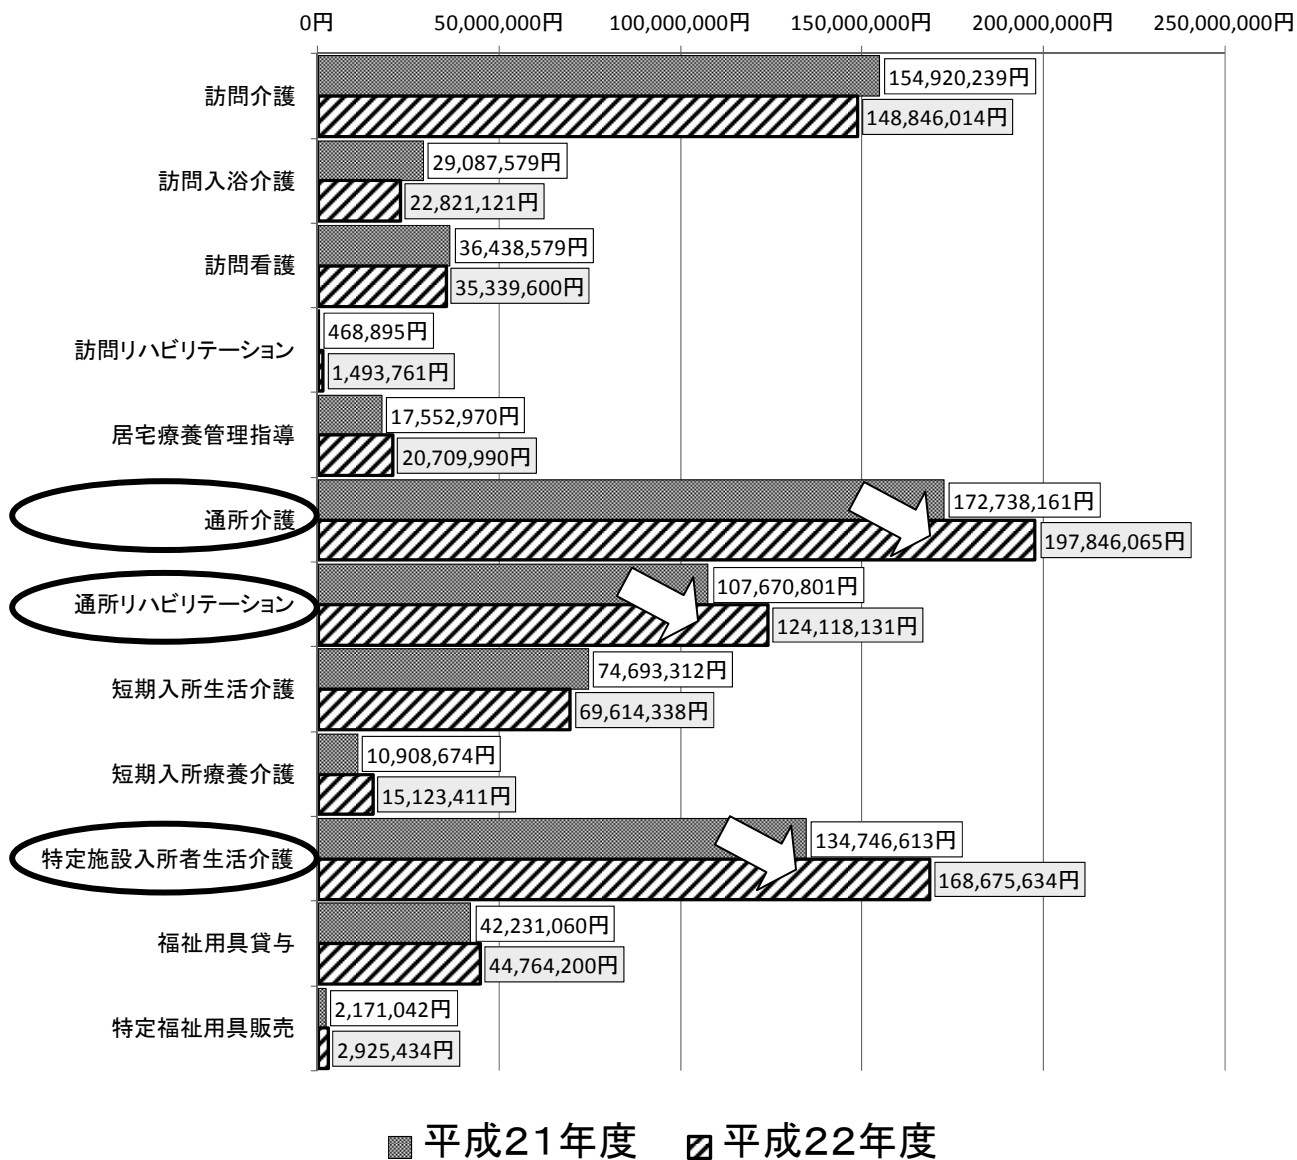 0円 50,000,000円 100,000,000円 150,000,000円 200,000,000円 250,000,000円
訪問介護
154,920,239円
148,846,014円
訪問入浴介護
29,087,579円
22,821,121円
訪問看護
36,438,579円
35,339,600円
訪問リハビリテーション
468,895円
1,493,761円
居宅療養管理指導
17,552,970円
20,709,990円
通所介護
172,738,161円
197,846,065円
通所リハビリテーション
107,670,801円
124,118,131円
短期入所生活介護
74,693,312円
69,614,338円
短期入所療養介護
10,908,674円
15,123,411円
特定施設入所者生活介護
134,746,613円
168,675,634円
福祉用具貸与
42,231,060円
44,764,200円
特定福祉用具販売
2,171,042円
2,925,434円
平成21年度 平成22年度